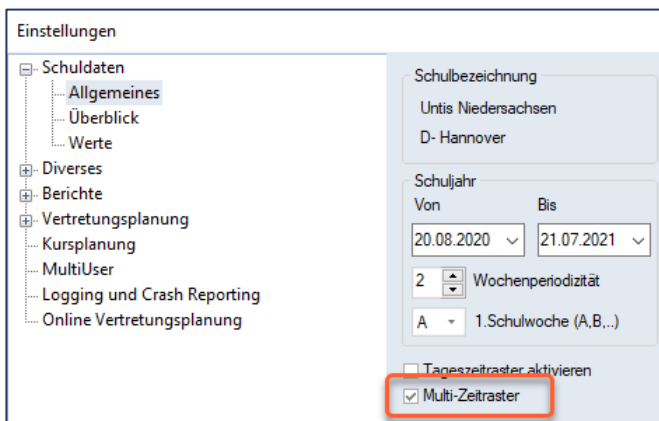 Einstellungen
Schuldaten
Allgemeines
Überblick
Werte
Diverses
Berichte
Vertretungsplanung
Kursplanung
MultiUser
Logging und Crash Reporting
Online Vertretungsplanung
Schulbezeichnung
Untis Niedersachsen
D- Hannover
Schuljahr
Von Bis
20.08.2020 21.07.2021
2 Wochenperiodizität
A 1.Schulwoche (A,B,..)
Tageszeitraster aktivieren
Multi-Zeitraster